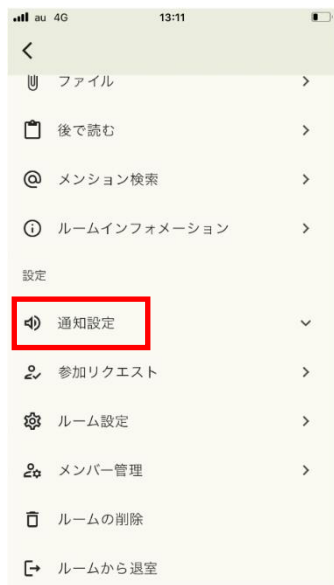 au 4G 13:11
ファイル
後で読む
メンション検索
ルームインフォメーション
設定
通知設定
参加リクエスト
ルーム設定
メンバー管理
ルームの削除
ルームから退室